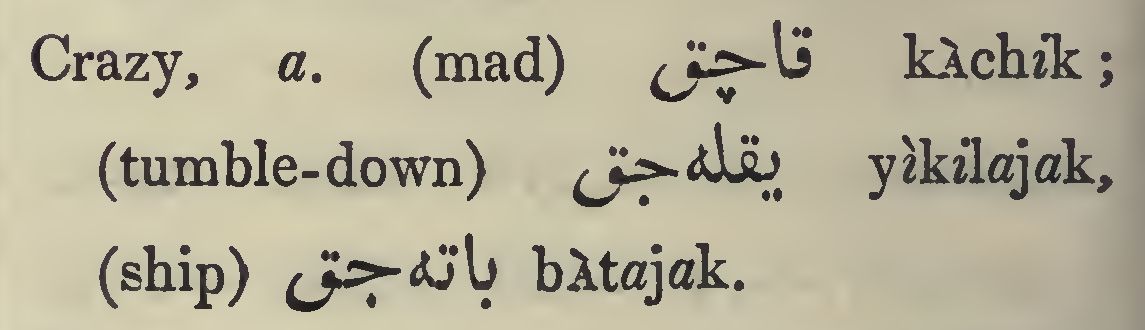 Crazy, a. (mad) قاچق kàchik ;
(tumble-down) يقله جق yìkilajak,
(ship) باته جق bàtajak.